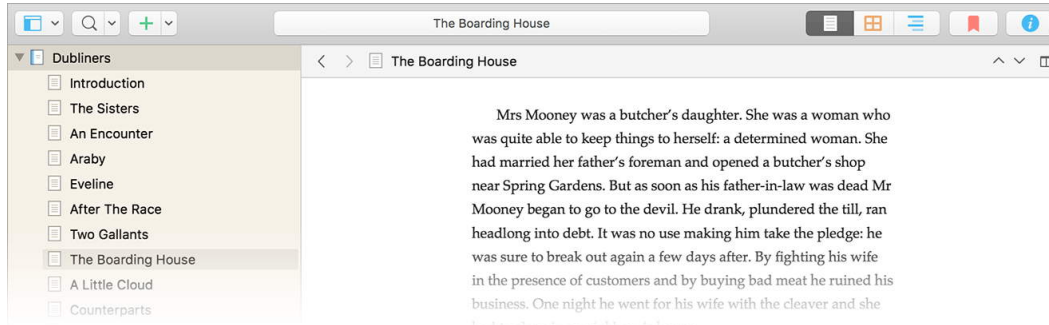 The Boarding House
Dubliners
Introduction
The Sisters
An Encounter
Araby
Eveline
After The Race
Two Gallants
The Boarding House
A Little Cloud
Counterparts
The Boarding House
Mrs Mooney was a butcher’s daughter. She was a woman who
was quite able to keep things to herself: a determined woman. She
had married her father’s foreman and opened a butcher’s shop
near Spring Gardens. But as soon as his father-in-law was dead Mr
Mooney began to go to the devil. He drank, plundered the till, ran
headlong into debt. It was no use making him take the pledge: he
was sure to break out again a few days after. By fighting his wife
in the presence of customers and by buying bad meat he ruined his
business. One night he went for his wife with the cleaver and she